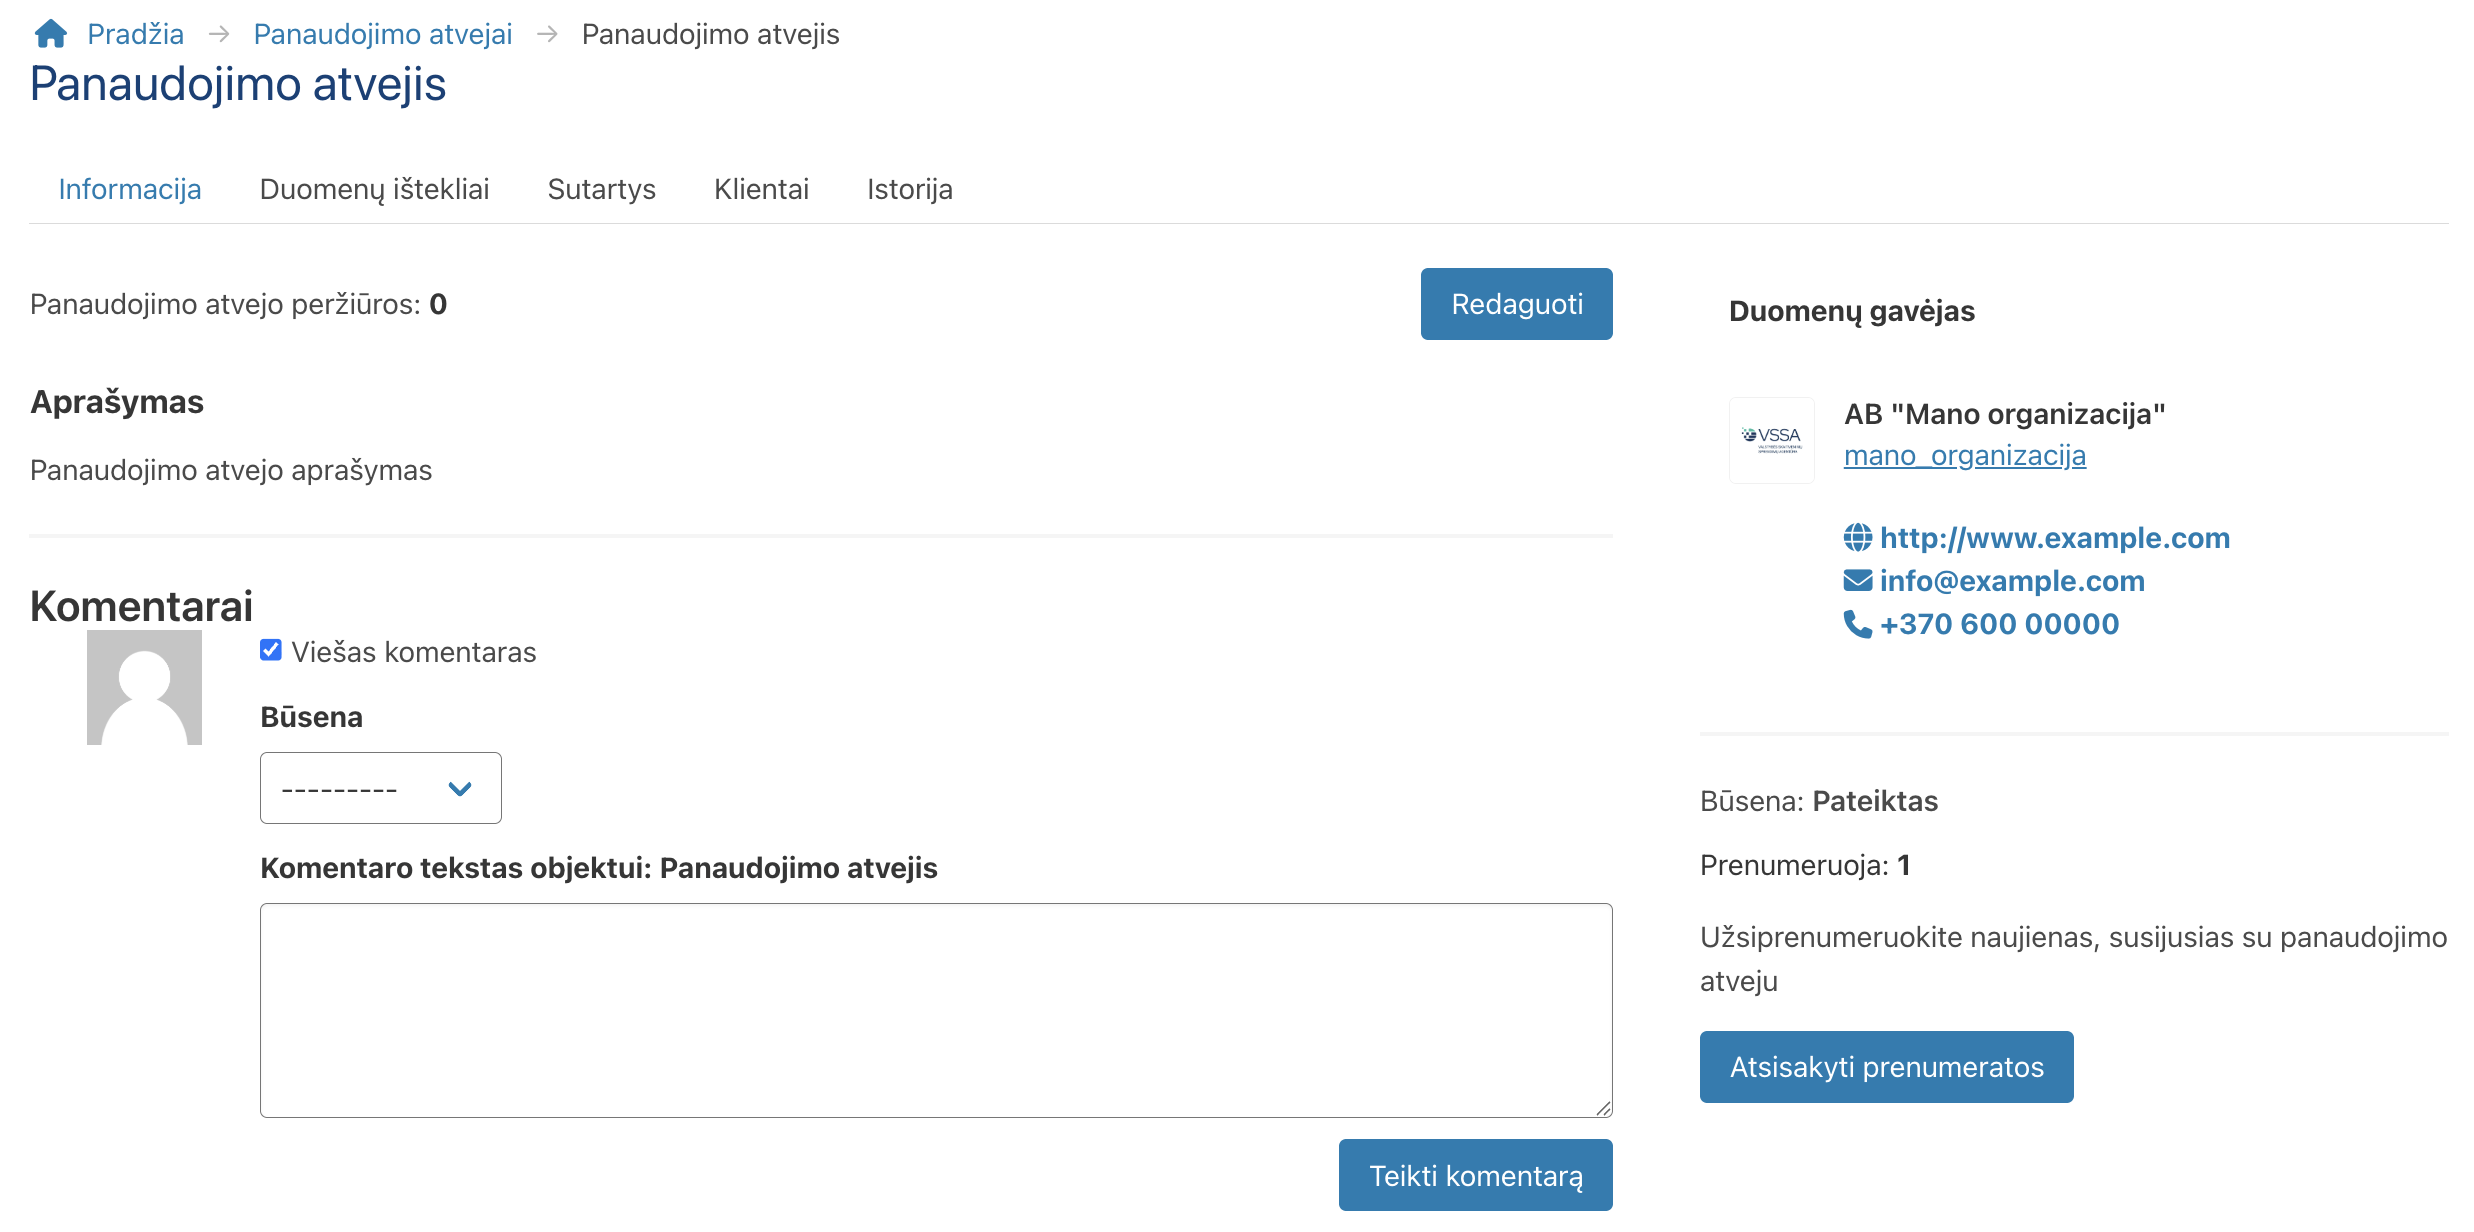 Pradžia → Panaudojimo atvejai → Panaudojimo atvejis
Panaudojimo atvejis
Informacija Duomenų ištekliai Sutartys Klientai Istorija
Panaudojimo atvejo peržiūros: 0
Redaguoti
Aprašymas
Panaudojimo atvejo aprašymas
Komentarai
Viešas komentaras
Būsena
---------
Komentaro tekstas objektui: Panaudojimo atvejis
Teikti komentarą
Duomenų gavėjas
VSSA
AB "Mano organizacija"
mano_organizacija
http://www.example.com
info@example.com
+370 600 00000
Būsena: Pateiktas
Prenumeruoja: 1
Užsiprenumeruokite naujienas, susijusias su panaudojimo
atveju
Atsisakyti prenumeratos